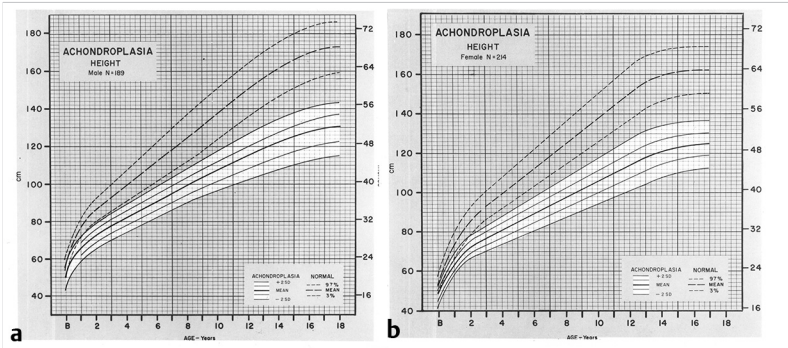 ACHONDROPLASIA
HEIGHT
Male N=189
180
160
140
120
100
80
60
40
cm
72
64
56
48
40
32
24
16
ACHONDROPLASIA NORMAL
+2SD 97%
MEAN MEAN
-2SD 3%
B 2 4 6 8 10 12 14 16 18
AGE-Years
a
ACHONDROPLASIA
HEIGHT
Female N=214
180
160
140
120
100
80
60
40
cm
72
64
56
48
40
32
24
16
ACHONDROPLASIA NORMAL
+2SD 97%
MEAN MEAN
-2SD 3%
B 2 4 6 8 10 12 14 16 18
AGE-Years
b